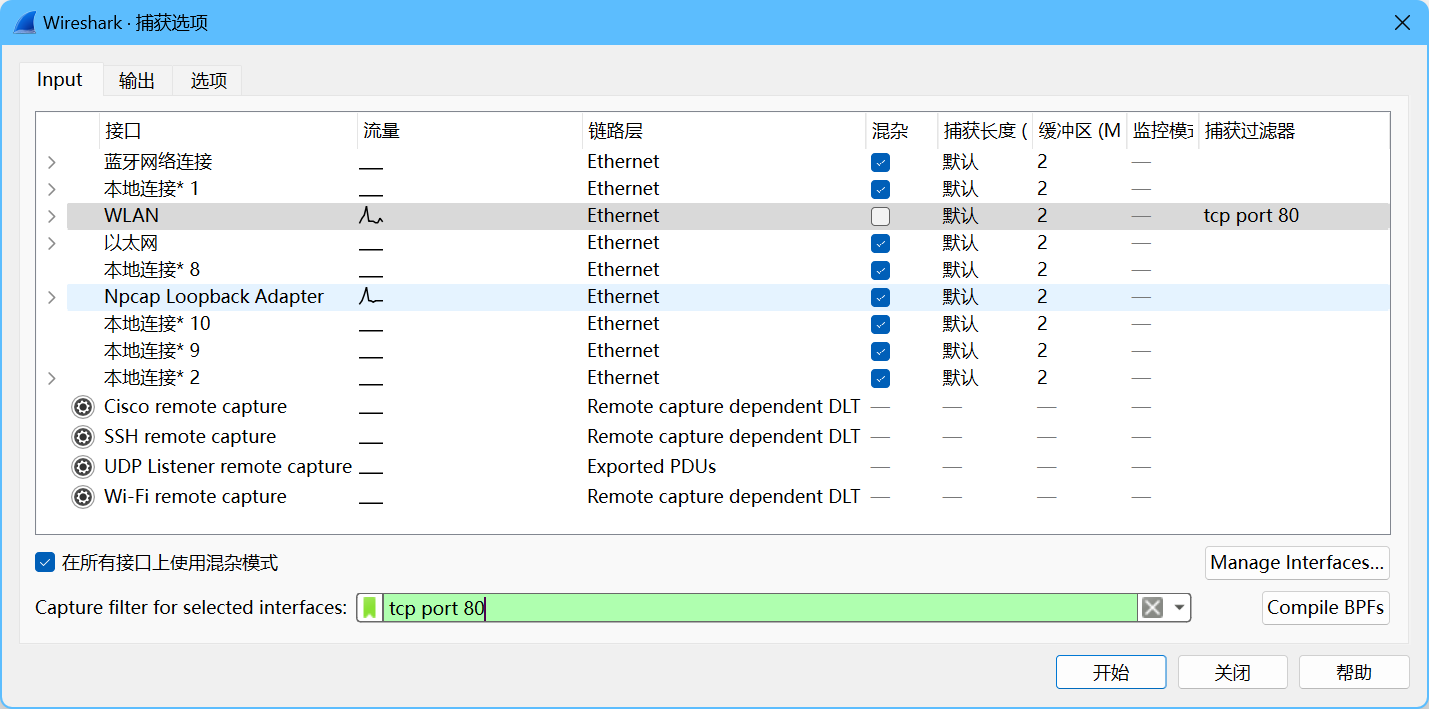 Wireshark · 捕获选项
Input 输出 选项
接口 流量 链路层 混杂 捕获长度 ( 缓冲区 (M 监控模式 捕获过滤器
蓝牙网络连接 Ethernet 默认 2 —
本地连接* 1 Ethernet 默认 2 —
WLAN Ethernet 默认 2 — tcp port 80
以太网 Ethernet 默认 2 —
本地连接* 8 Ethernet 默认 2 —
Npcap Loopback Adapter Ethernet 默认 2 —
本地连接* 10 Ethernet 默认 2 —
本地连接* 9 Ethernet 默认 2 —
本地连接* 2 Ethernet 默认 2 —
Cisco remote capture Remote capture dependent DLT — — — —
SSH remote capture Remote capture dependent DLT — — — —
UDP Listener remote capture Exported PDUs — — — —
Wi-Fi remote capture Remote capture dependent DLT — — — —
在所有接口上使用混杂模式 Manage Interfaces...
Capture filter for selected interfaces: tcp port 80 Compile BPFs
开始 关闭 帮助